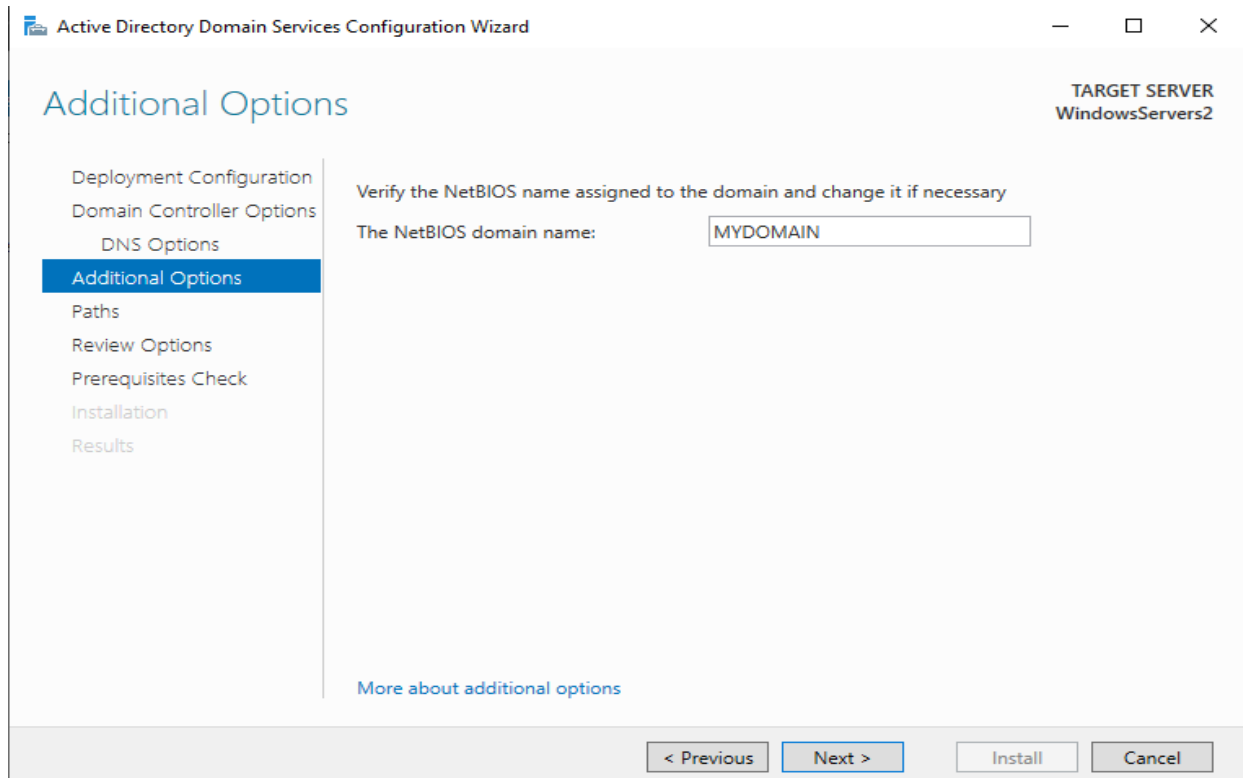 Active Directory Domain Services Configuration Wizard
Additional Options
TARGET SERVER
WindowsServers2
Deployment Configuration
Domain Controller Options
DNS Options
Additional Options
Paths
Review Options
Prerequisites Check
Installation
Results
Verify the NetBIOS name assigned to the domain and change it if necessary
The NetBIOS domain name: MYDOMAIN
More about additional options
< Previous Next > Install Cancel